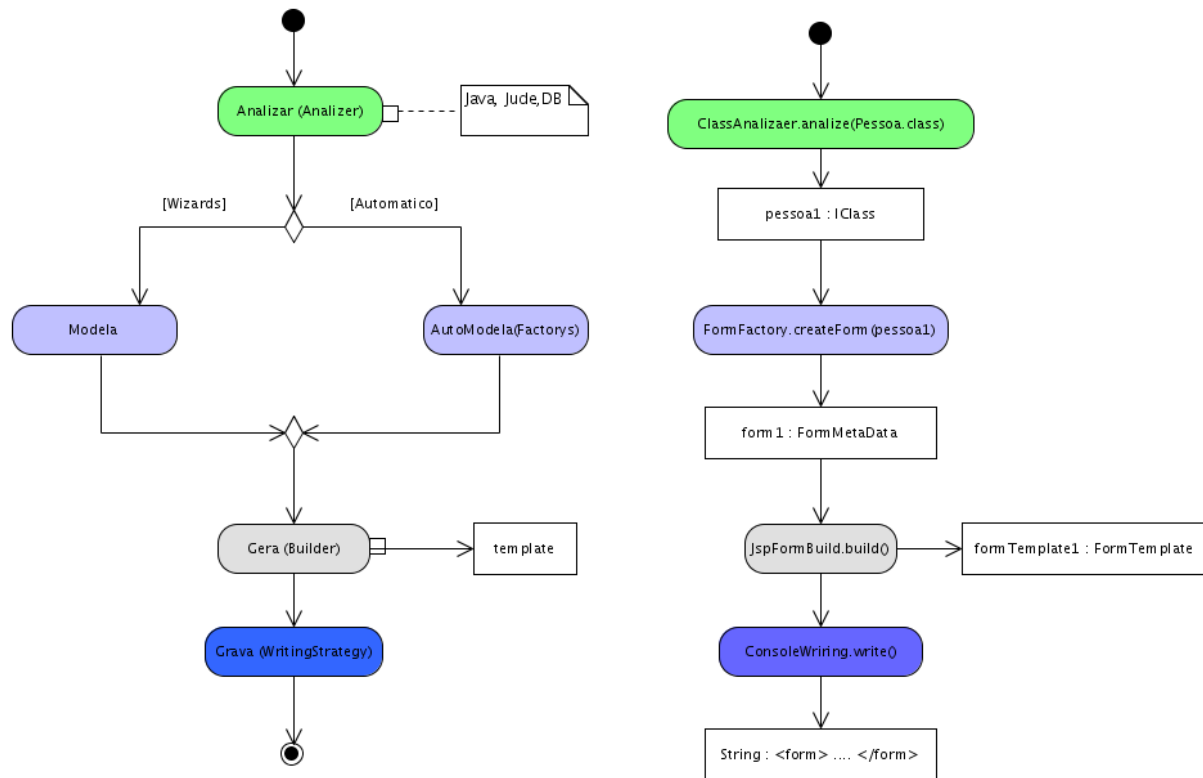 Analizar (Analizer)
Java, Jude,DB
[Wizards]
[Automatico]
Modela
AutoModela(Factorys)
Gera (Builder)
template
Grava (WritingStrategy)
ClassAnalizaer.analize(Pessoa.class)
pessoa1 : IClass
FormFactory.createForm(pessoa1)
form1 : FormMetaData
JspFormBuild.build()
formTemplate1 : FormTemplate
ConsoleWriring.write()
String : <form> .... </form>